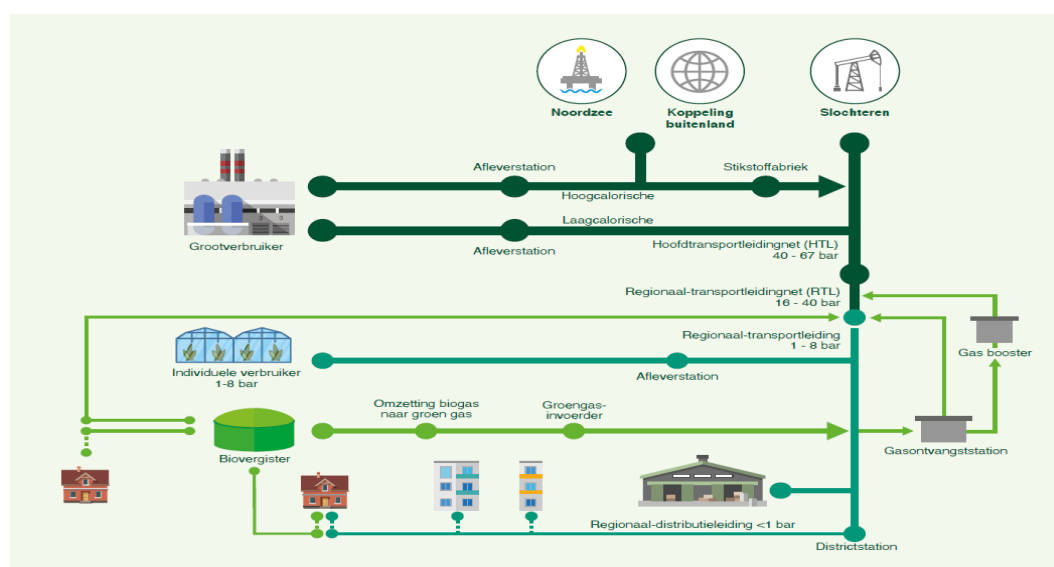 Noordzee
Koppeling
buitenland
Slochteren
Afleverstation
Stikstoffabriek
Hoogcalorische
Laagcalorische
Grootverbruiker
Afleverstation
Hoofdtransportleidingnet (HTL)
40 - 67 bar
Regionaal-transportleidingnet (RTL)
16 - 40 bar
Regionaal-transportleiding
1 - 8 bar
Gas booster
Individuele verbruiker
1-8 bar
Afleverstation
Omzetting biogas
naar groen gas
Groengas-
invoerder
Biovergister
Gasontvangststation
Regionaal-distributieleiding <1 bar
Districtstation